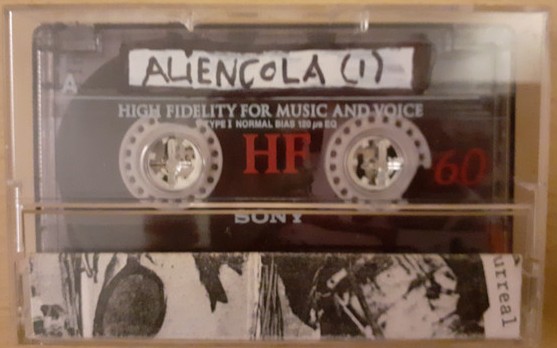 A
ALIENCOLA (1)
HIGH FIDELITY FOR MUSIC AND VOICE
TYPE I NORMAL BIAS 120 µs EQ
HF
60
SONY
urreal